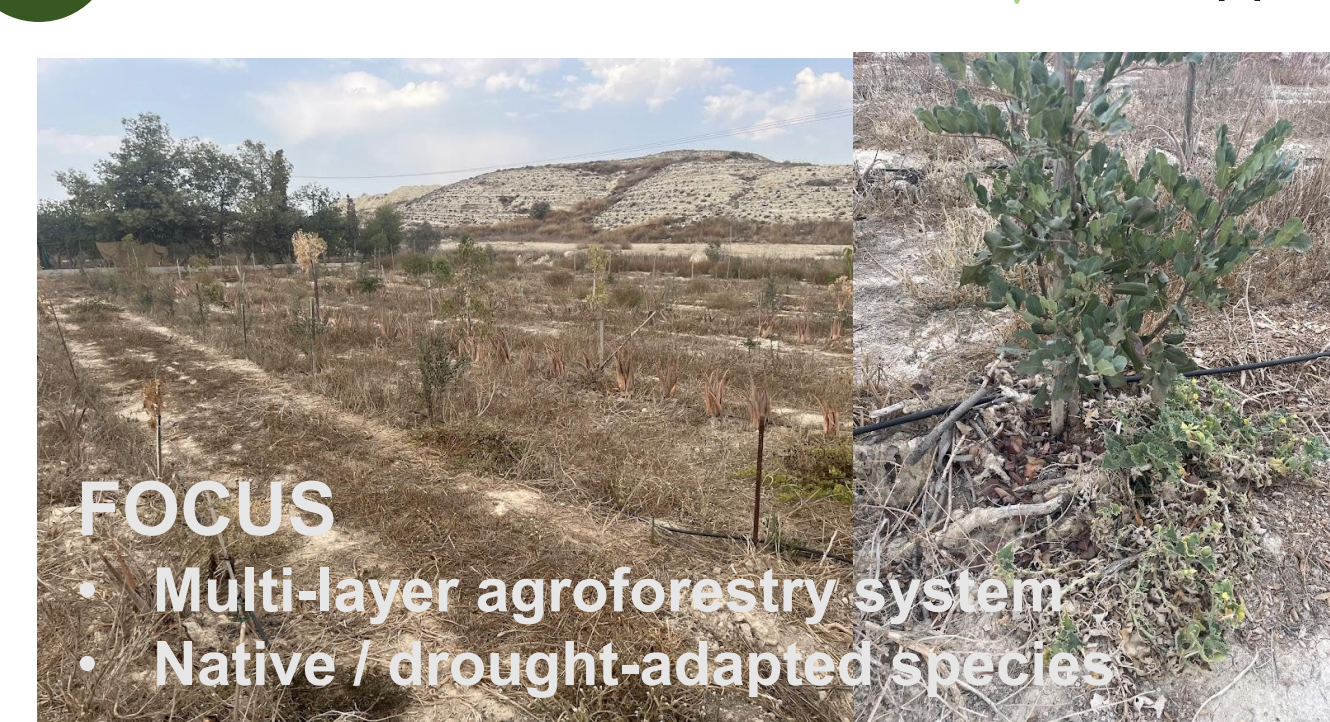 FOCUS
• Multi-layer agroforestry system
• Native / drought-adapted species